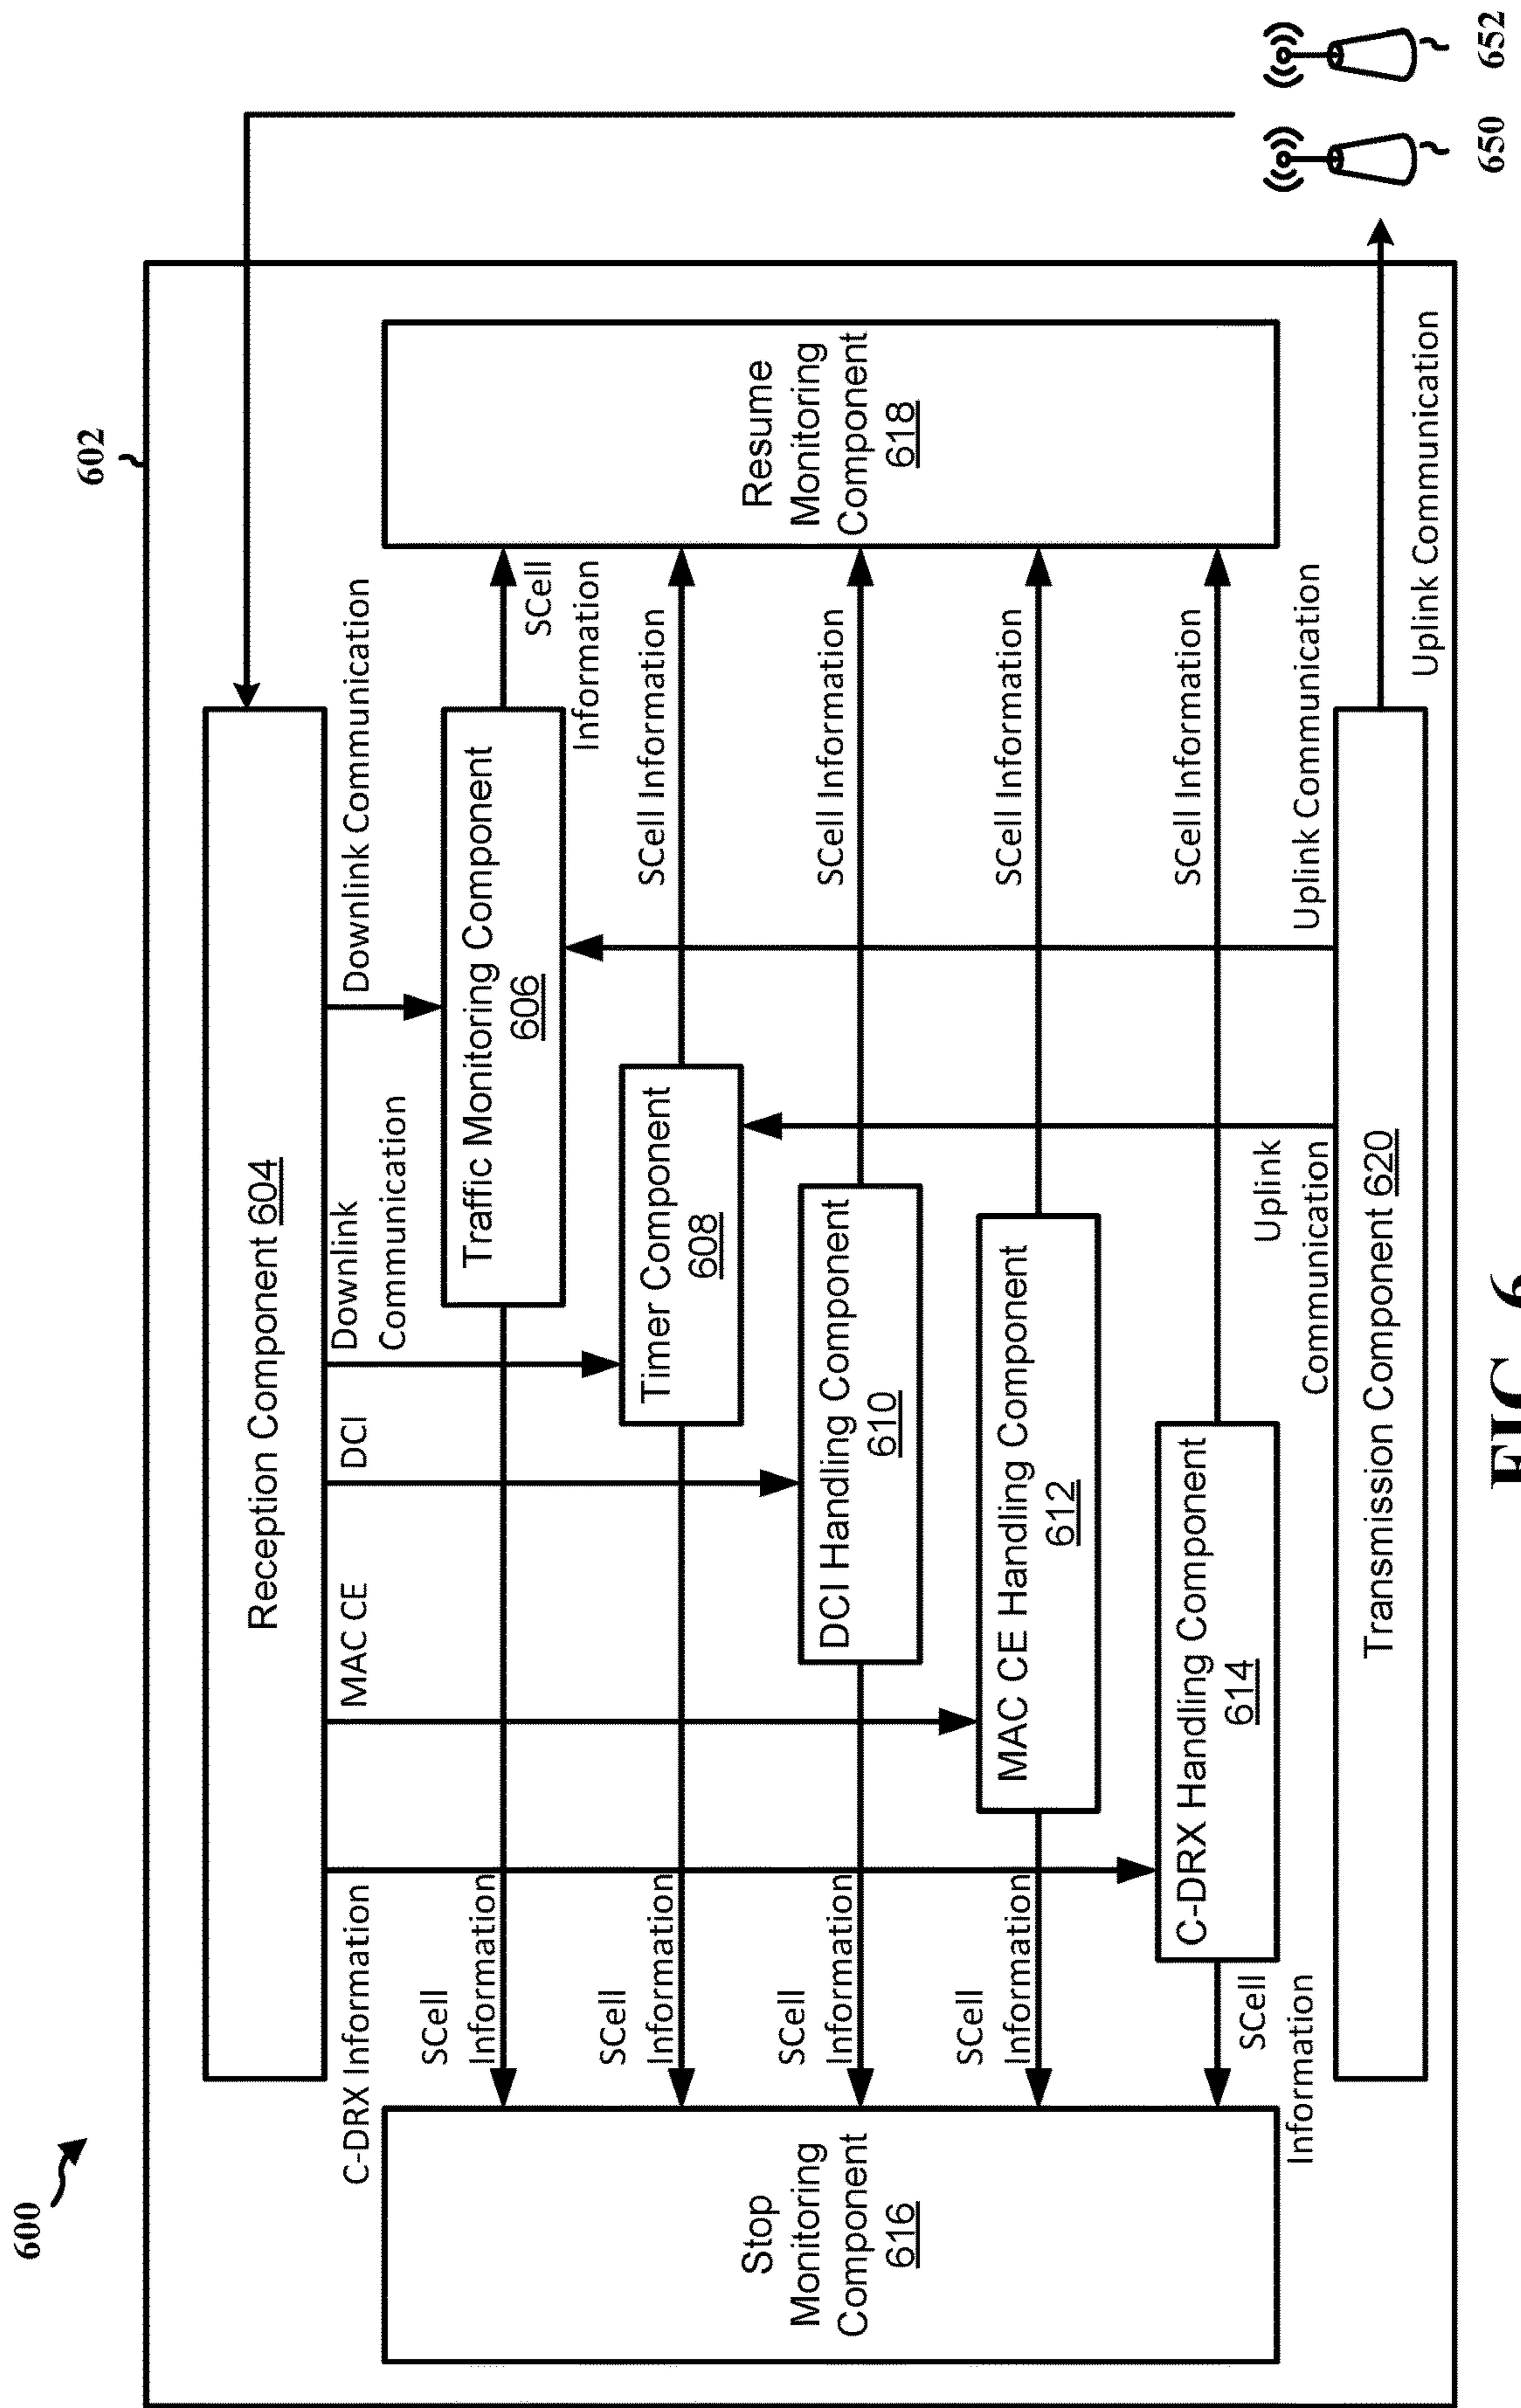 600
602
Reception Component 604
C-DRX Information
MAC CE
DCI
Downlink
Communication
Downlink Communication
Stop
Monitoring
Component
616
SCell
Information
Traffic Monitoring Component
606
SCell
Information
SCell
Information
Timer Component
608
SCell Information
SCell
Information
DCI Handling Component
610
SCell Information
SCell
Information
MAC CE Handling Component
612
SCell Information
SCell
Information
C-DRX Handling Component
614
SCell Information
Resume
Monitoring
Component
618
Uplink
Communication
Uplink Communication
Transmission Component 620
Uplink Communication
650
652